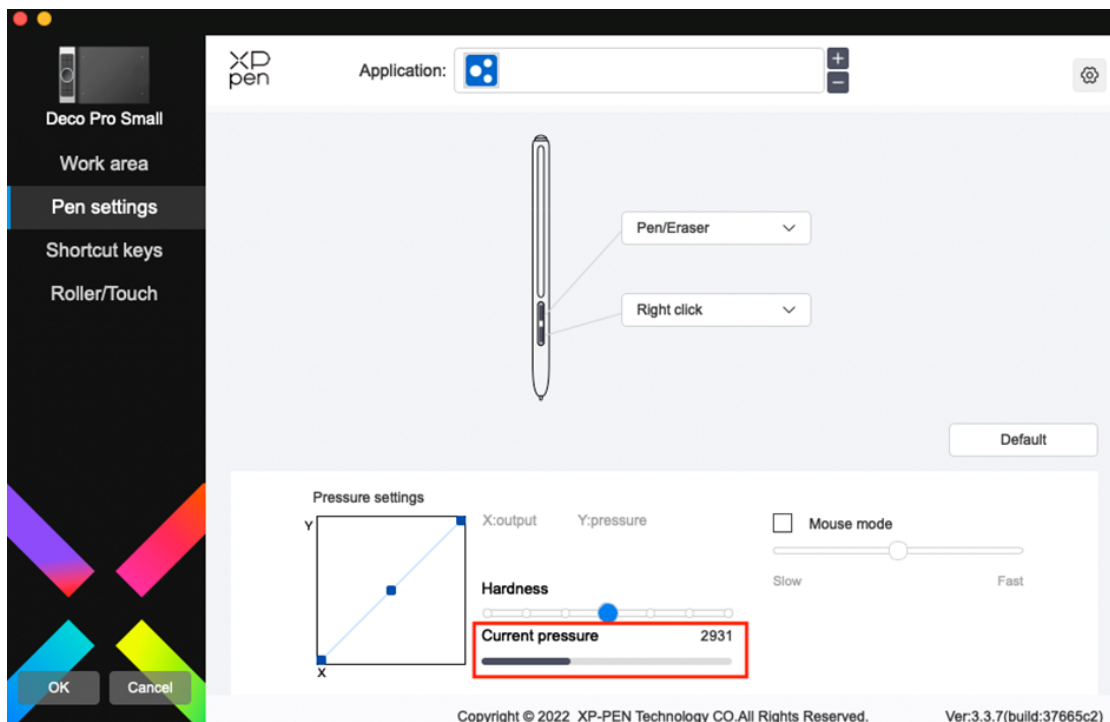 XP
pen
Application:
+
−
Deco Pro Small
Work area
Pen settings
Shortcut keys
Roller/Touch
Pen/Eraser
Right click
Default
Pressure settings
Y
X
X:output Y:pressure
Hardness
Current pressure 2931
Mouse mode
Slow Fast
OK Cancel
Copyright © 2022 XP-PEN Technology CO.All Rights Reserved. Ver:3.3.7(build:37665c2)